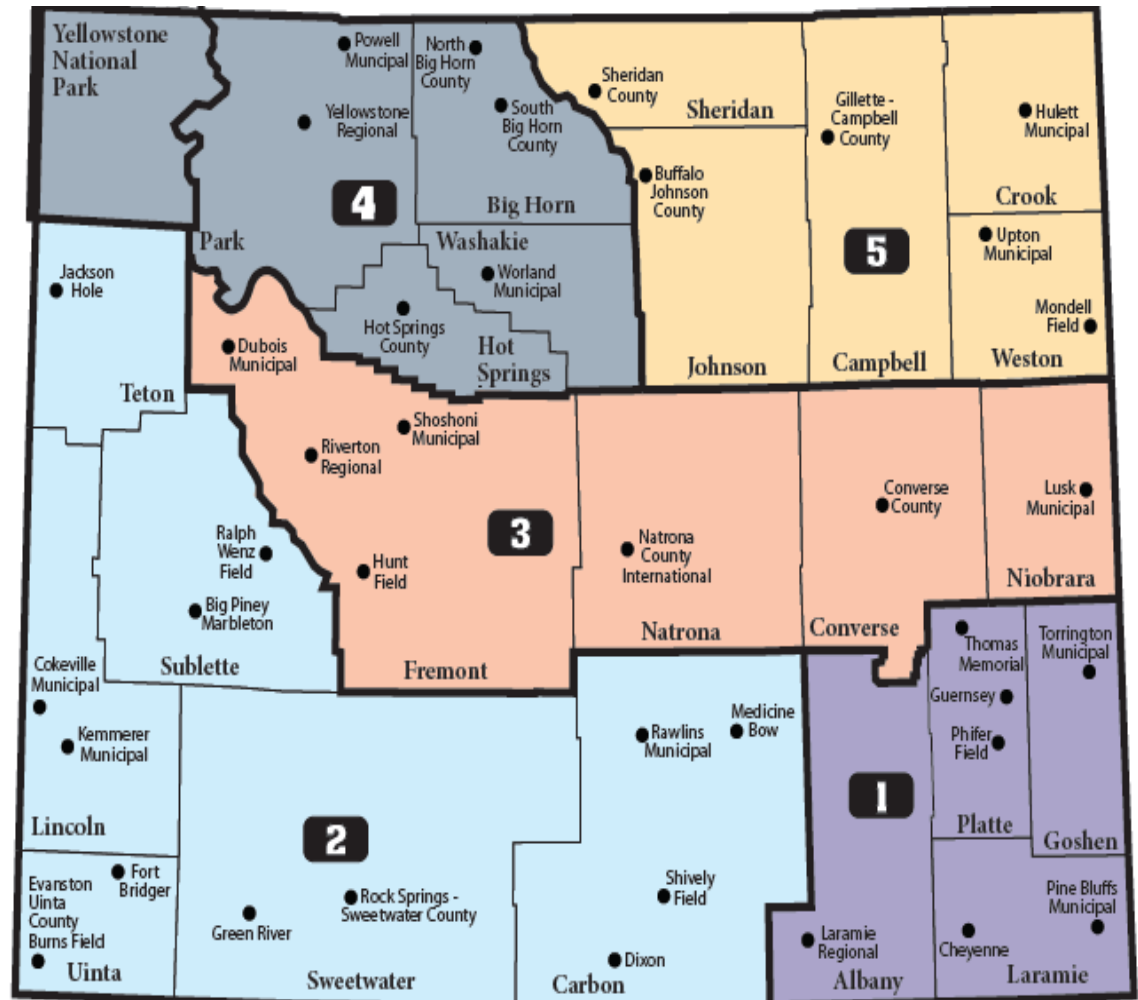 Yellowstone
National
Park
Powell
Muncipal
North
Big Horn
County
Yellowstone
Regional
South
Big Horn
County
4
Big Horn
Park
Washakie
Worland
Municipal
Hot Springs
County
Hot
Springs
Sheridan
County
Sheridan
Gillette -
Campbell
County
Hulett
Muncipal
Crook
Buffalo
Johnson
County
5
Upton
Municipal
Mondell
Field
Johnson
Campbell
Weston
Jackson
Hole
Teton
Dubois
Municipal
Shoshoni
Municipal
Riverton
Regional
Hunt
Field
3
Fremont
Natrona
County
International
Natrona
Converse
County
Converse
Lusk
Municipal
Niobrara
Ralph
Wenz
Field
Big Piney
Marbleton
Sublette
Cokeville
Municipal
Kemmerer
Municipal
Lincoln
Evanston
Uinta
County
Burns Field
Fort
Bridger
Uinta
2
Green River
Rock Springs -
Sweetwater County
Sweetwater
Rawlins
Municipal
Medicine
Bow
Shively
Field
Dixon
Carbon
Thomas
Memorial
Guernsey
Phifer
Field
Platte
Torrington
Municipal
Goshen
1
Laramie
Regional
Albany
Cheyenne
Pine Bluffs
Municipal
Laramie